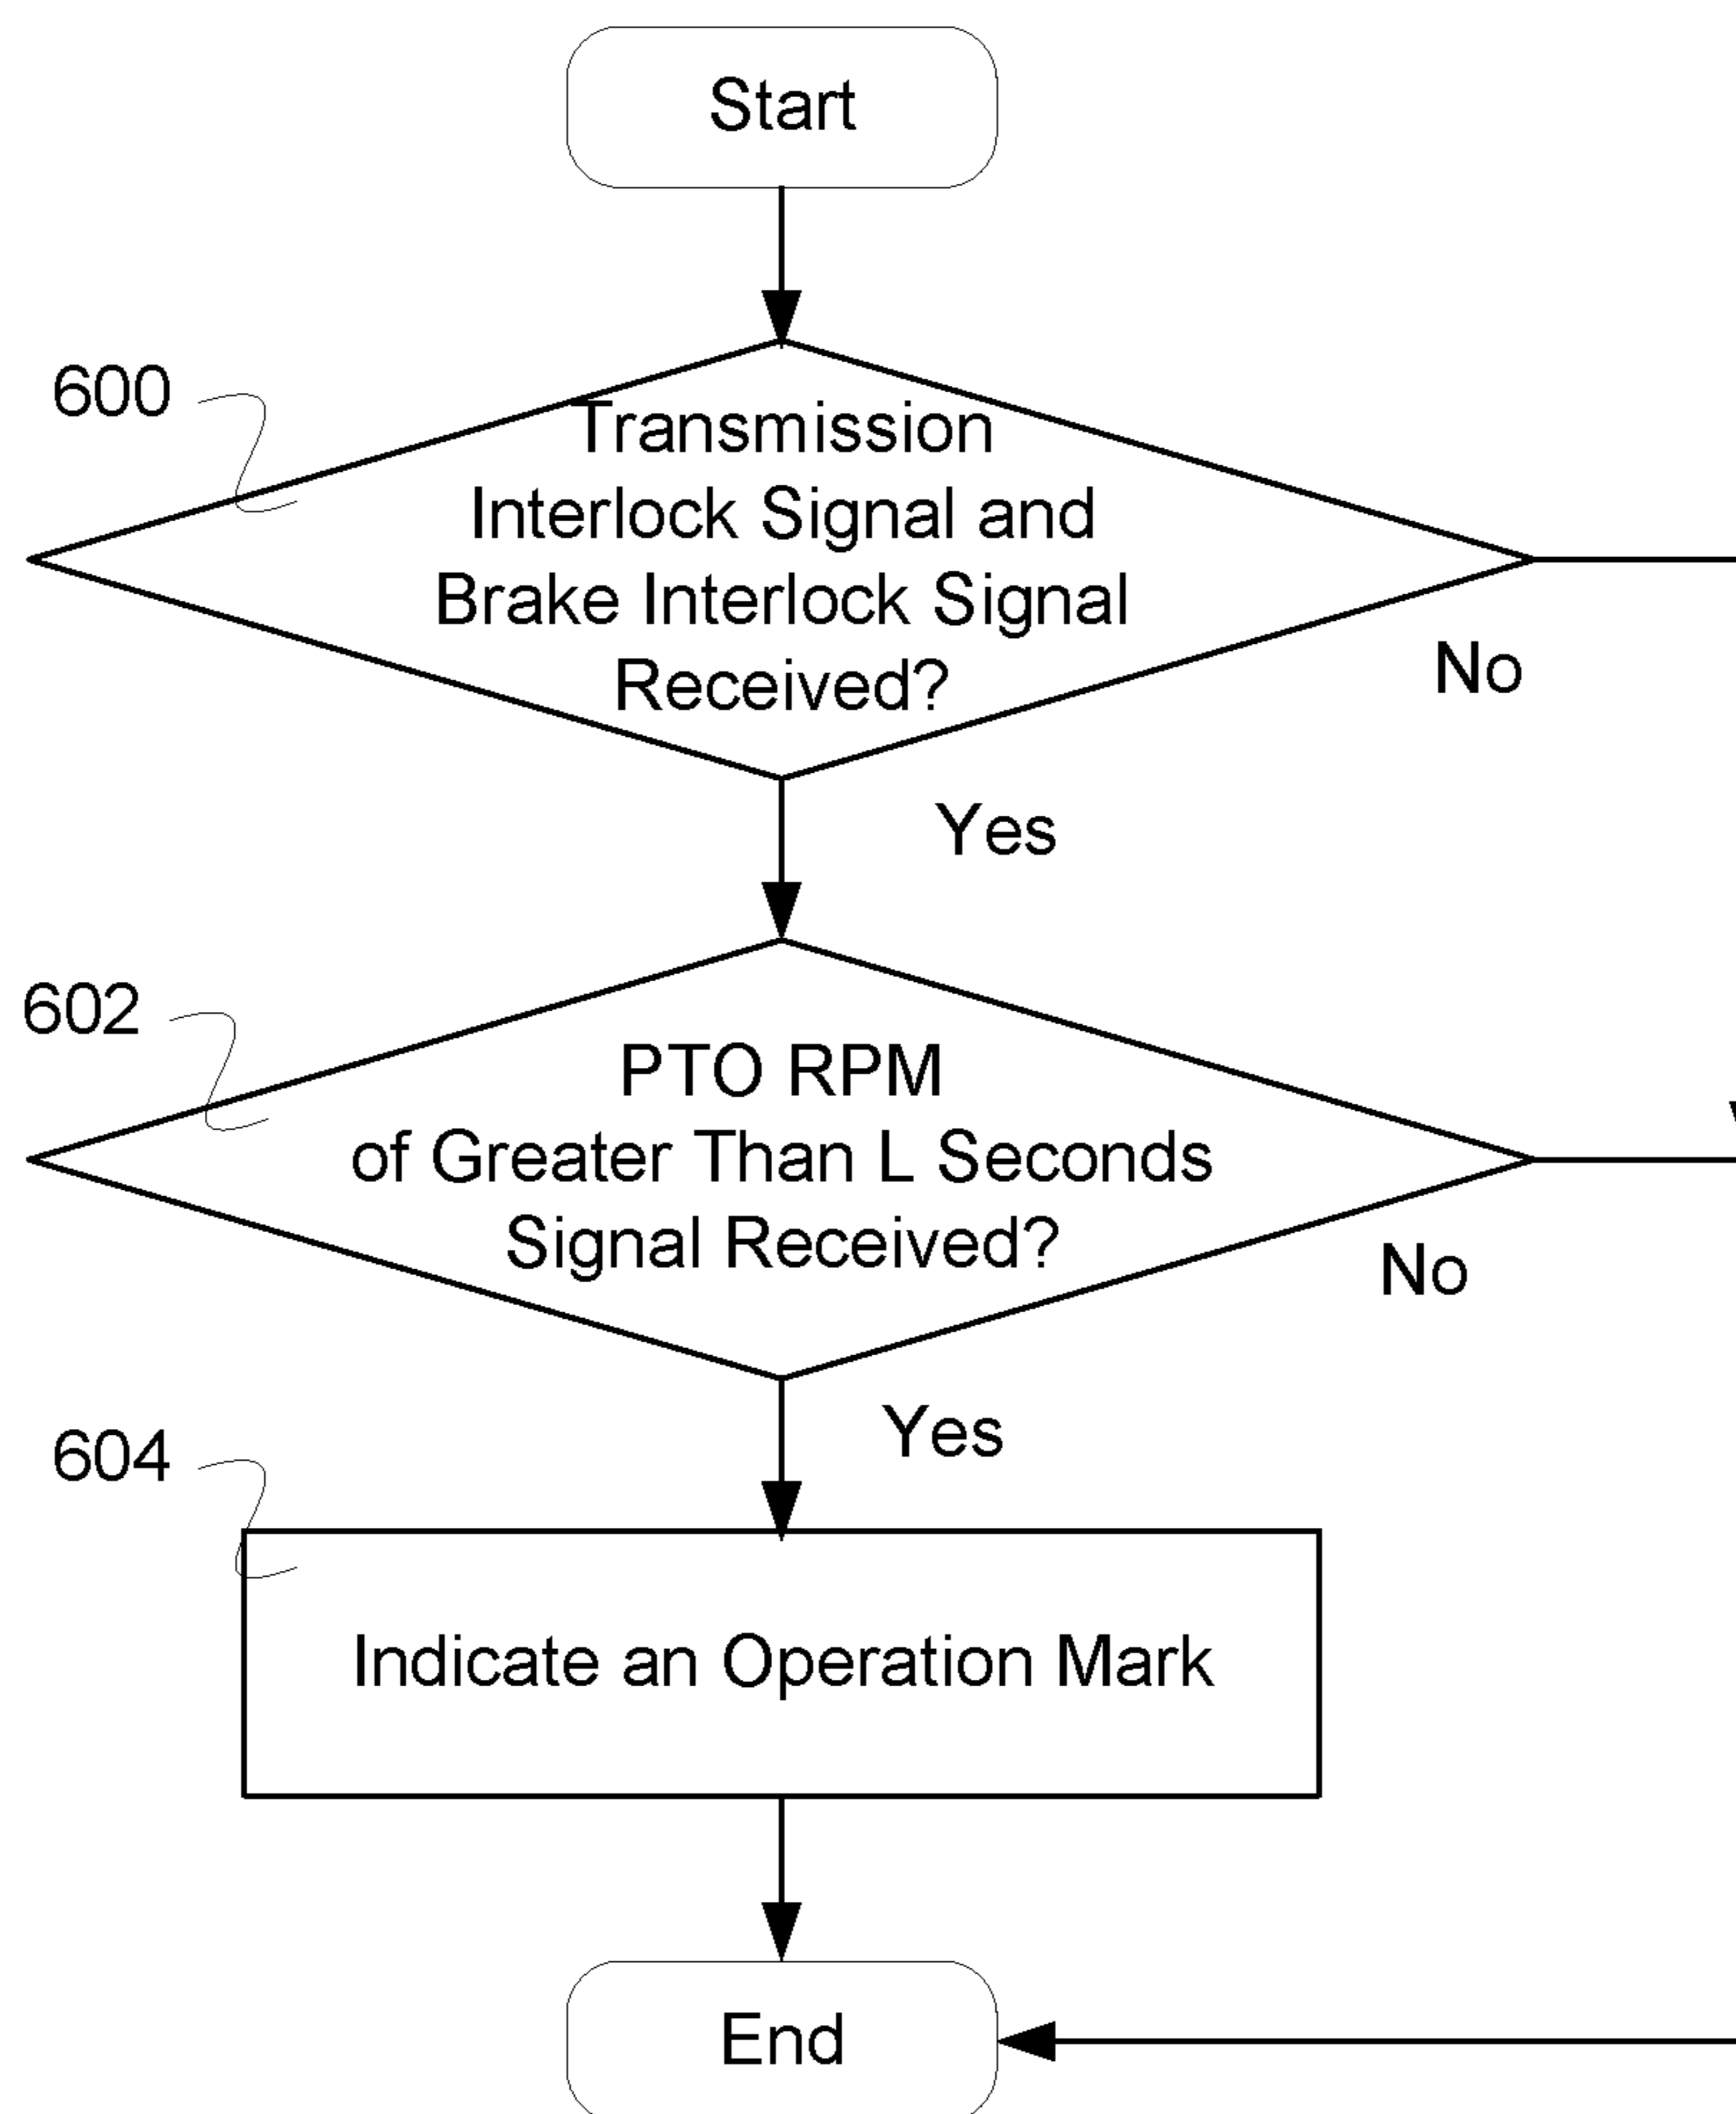 Start
600
Transmission
Interlock Signal and
Brake Interlock Signal
Received?
No
Yes
602
PTO RPM
of Greater Than L Seconds
Signal Received?
No
Yes
604
Indicate an Operation Mark
End